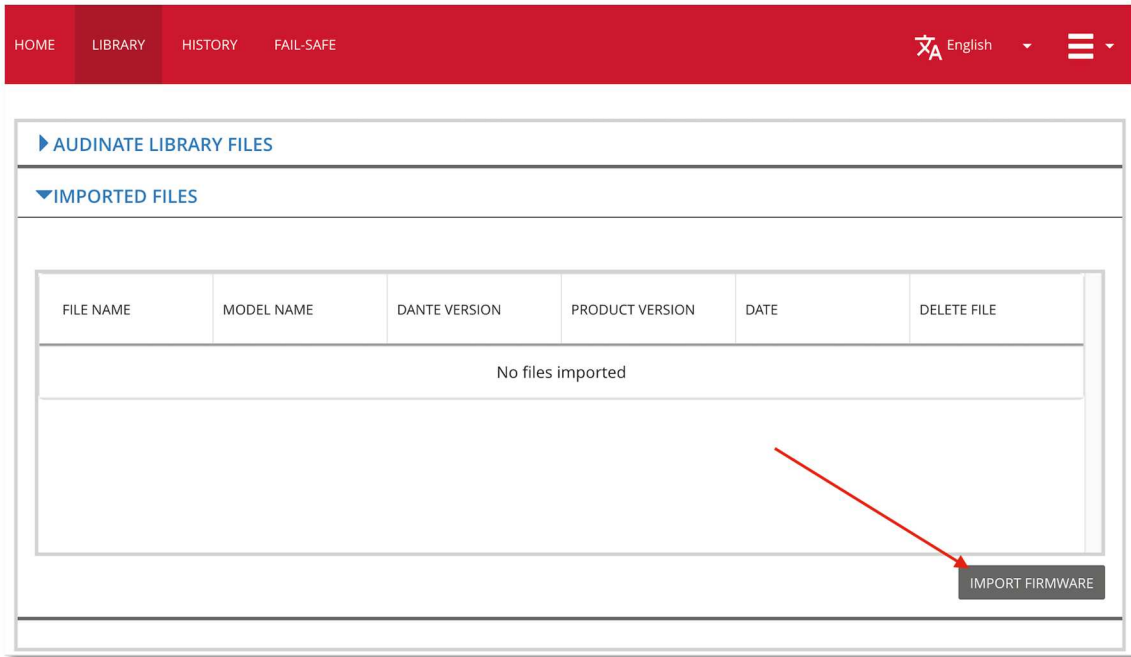 HOME LIBRARY HISTORY FAIL-SAFE English
AUDINATE LIBRARY FILES
IMPORTED FILES
FILE NAME MODEL NAME DANTE VERSION PRODUCT VERSION DATE DELETE FILE
No files imported
IMPORT FIRMWARE